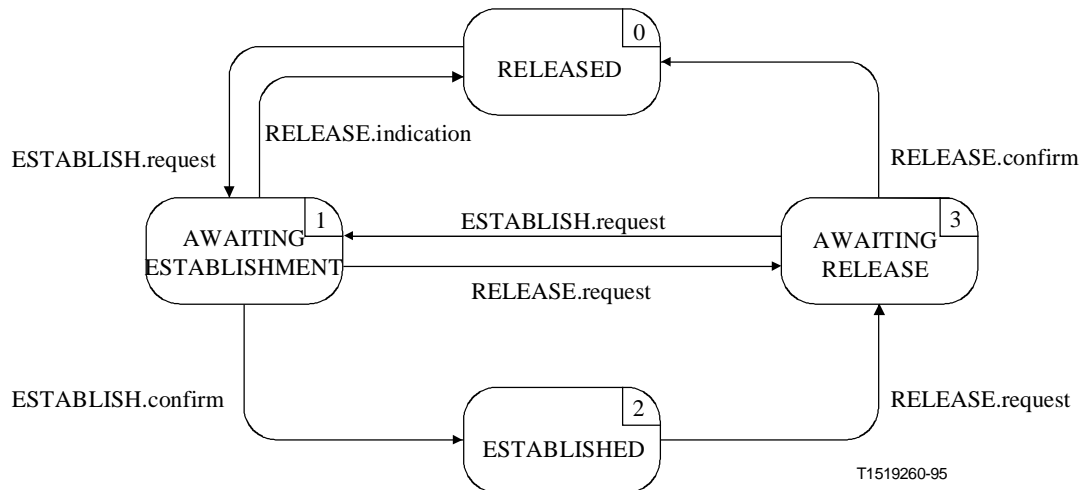 0
RELEASED
RELEASE.indication
ESTABLISH.request
RELEASE.confirm
1
AWAITING
ESTABLISHMENT
ESTABLISH.request
RELEASE.request
3
AWAITING
RELEASE
ESTABLISH.confirm
2
ESTABLISHED
RELEASE.request
T1519260-95